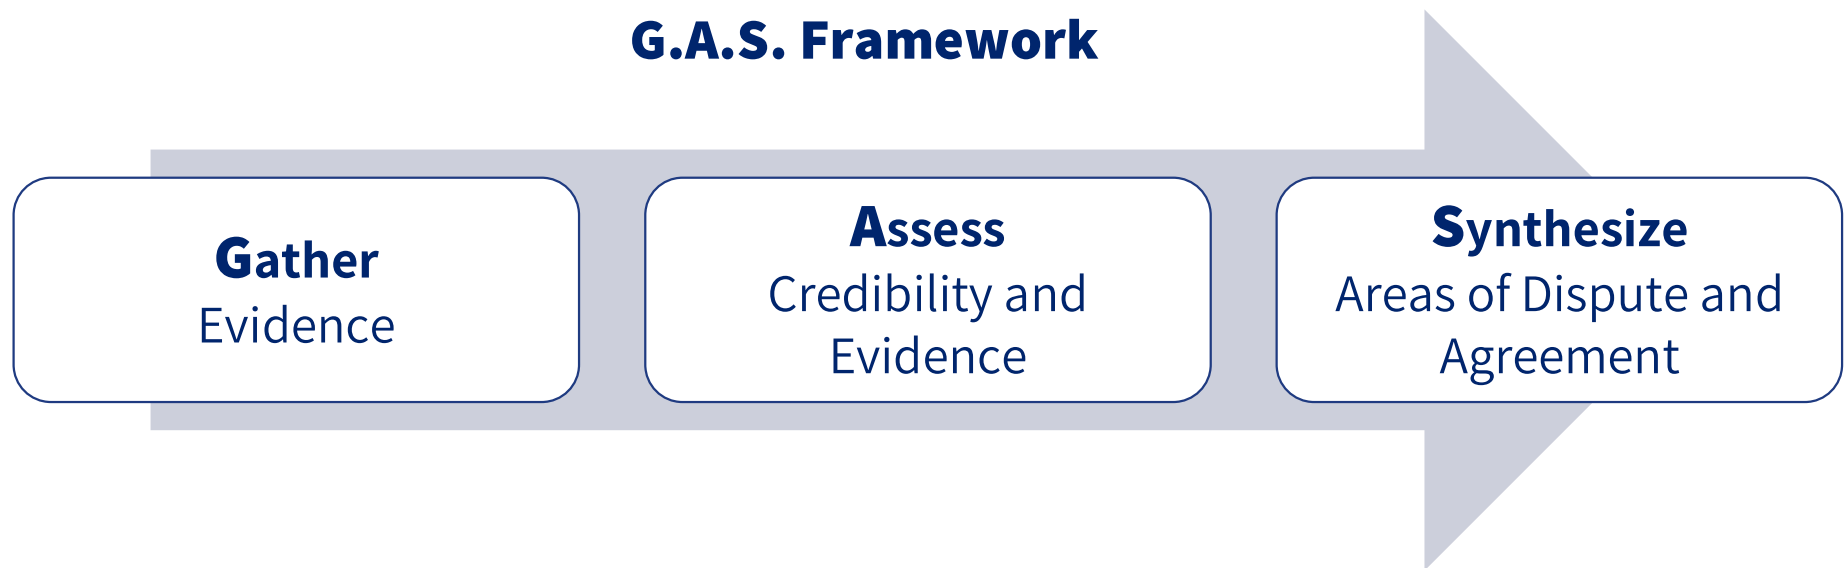 G.A.S. Framework
Gather
Evidence
Assess
Credibility and
Evidence
Synthesize
Areas of Dispute and
Agreement